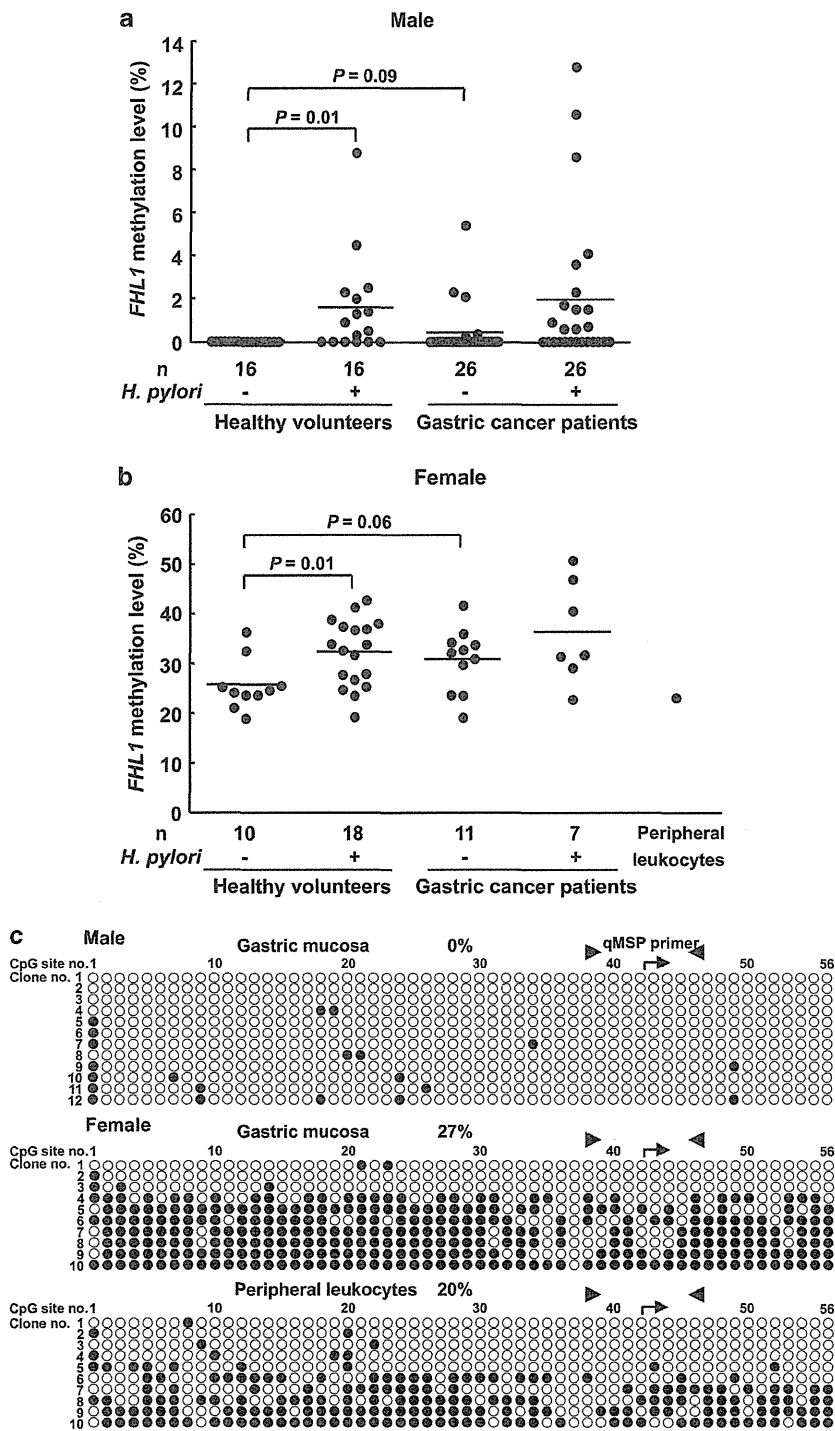 a
Male
FHL1 methylation level (%)
14
12
10
8
6
4
2
0
P = 0.09
P = 0.01
n 16 16 26 26
H. pylori - + - +
Healthy volunteers Gastric cancer patients
b
Female
FHL1 methylation level (%)
60
50
40
30
20
10
0
P = 0.06
P = 0.01
n 10 18 11 7 Peripheral
H. pylori - + - + leukocytes
Healthy volunteers Gastric cancer patients
c
Male Gastric mucosa 0% qMSP primer
CpG site no. 1 10 20 30 40 50 56
Clone no. 1
2
3
4
5
6
7
8
9
10
11
12
Female Gastric mucosa 27%
CpG site no. 1 10 20 30 40 50 56
Clone no. 1
2
3
4
5
6
7
8
9
10
Peripheral leukocytes 20%
CpG site no. 1 10 20 30 40 50 56
Clone no. 1
2
3
4
5
6
7
8
9
10